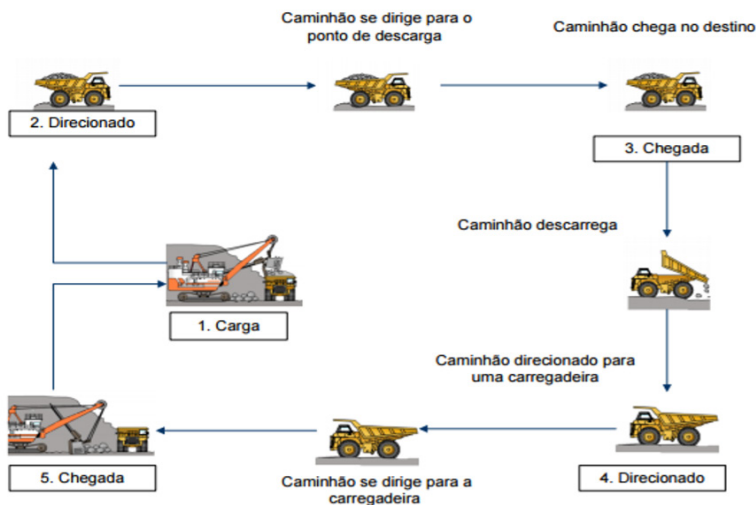 Caminhão se dirige para o
ponto de descarga
Caminhão chega no destino
2. Direcionado
3. Chegada
Caminhão descarrega
1. Carga
Caminhão direcionado para
uma carregadeira
5. Chegada
Caminhão se dirige para a
carregadeira
4. Direcionado